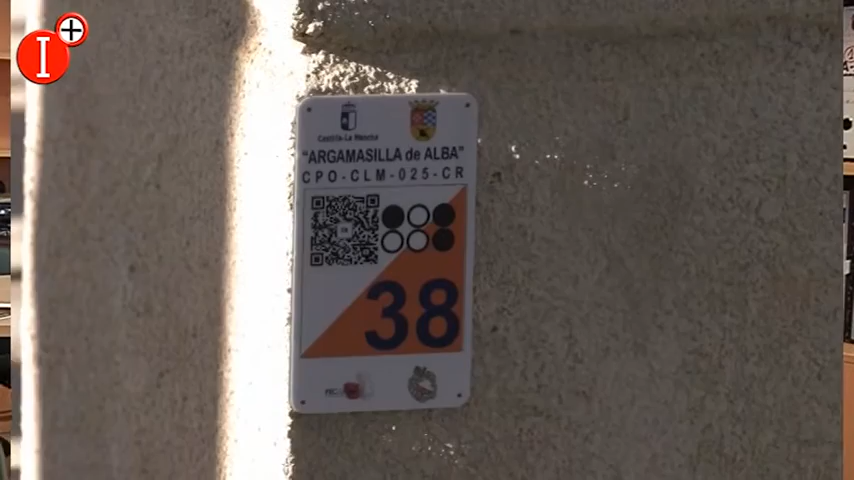 I
Castilla-La Mancha
"ARGAMASILLA de ALBA"
CPO-CLM-025-CR
38